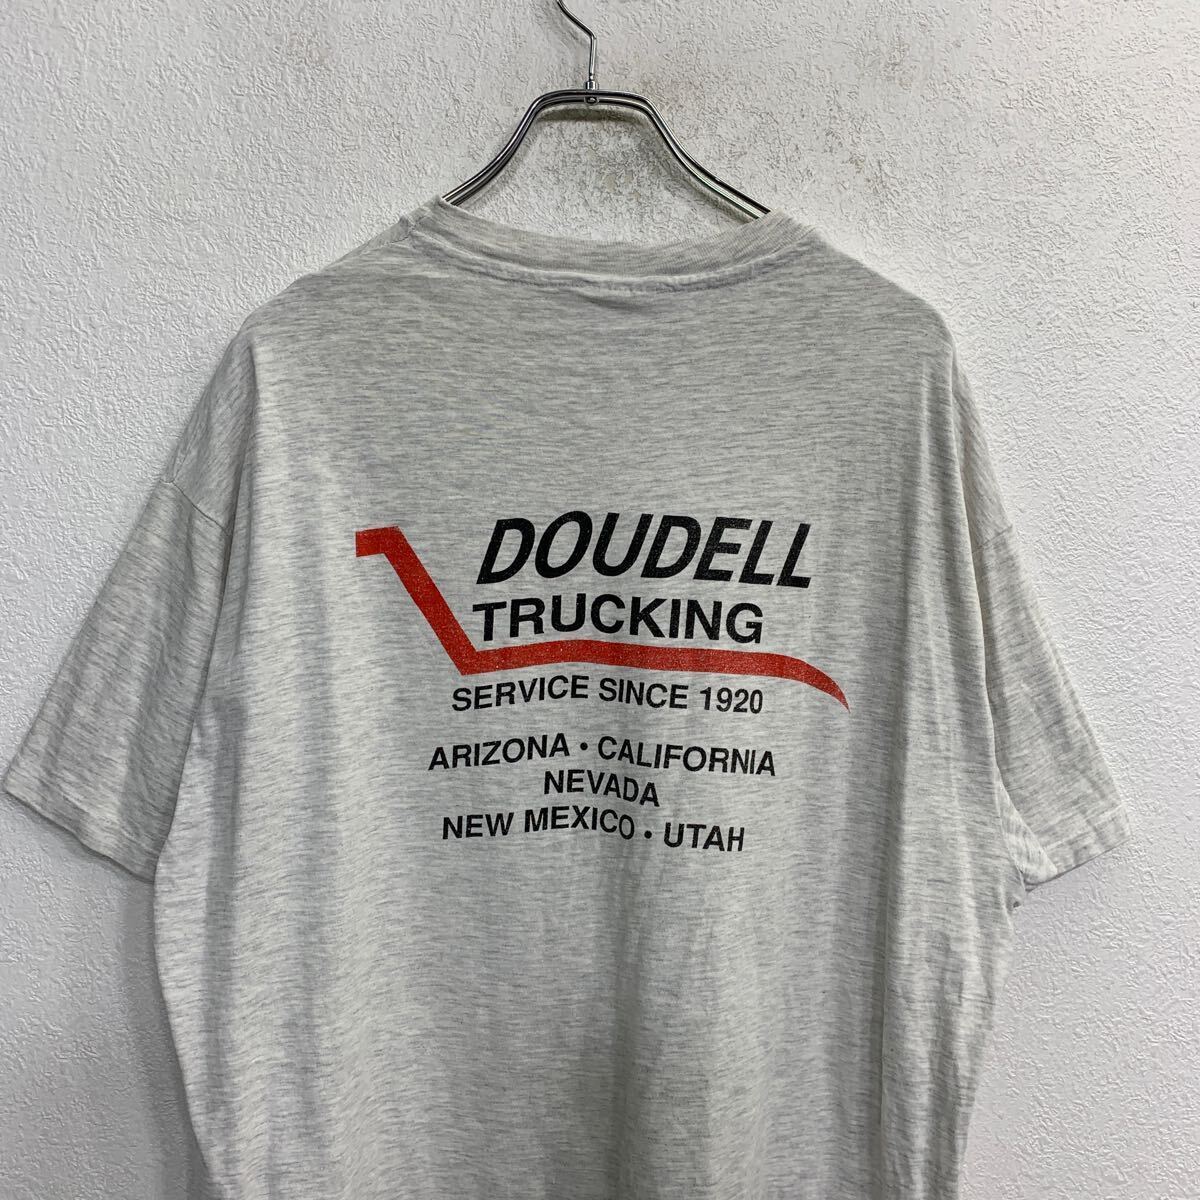 DOUDELL
TRUCKING
SERVICE SINCE 1920
ARIZONA • CALIFORNIA
NEVADA
NEW MEXICO • UTAH